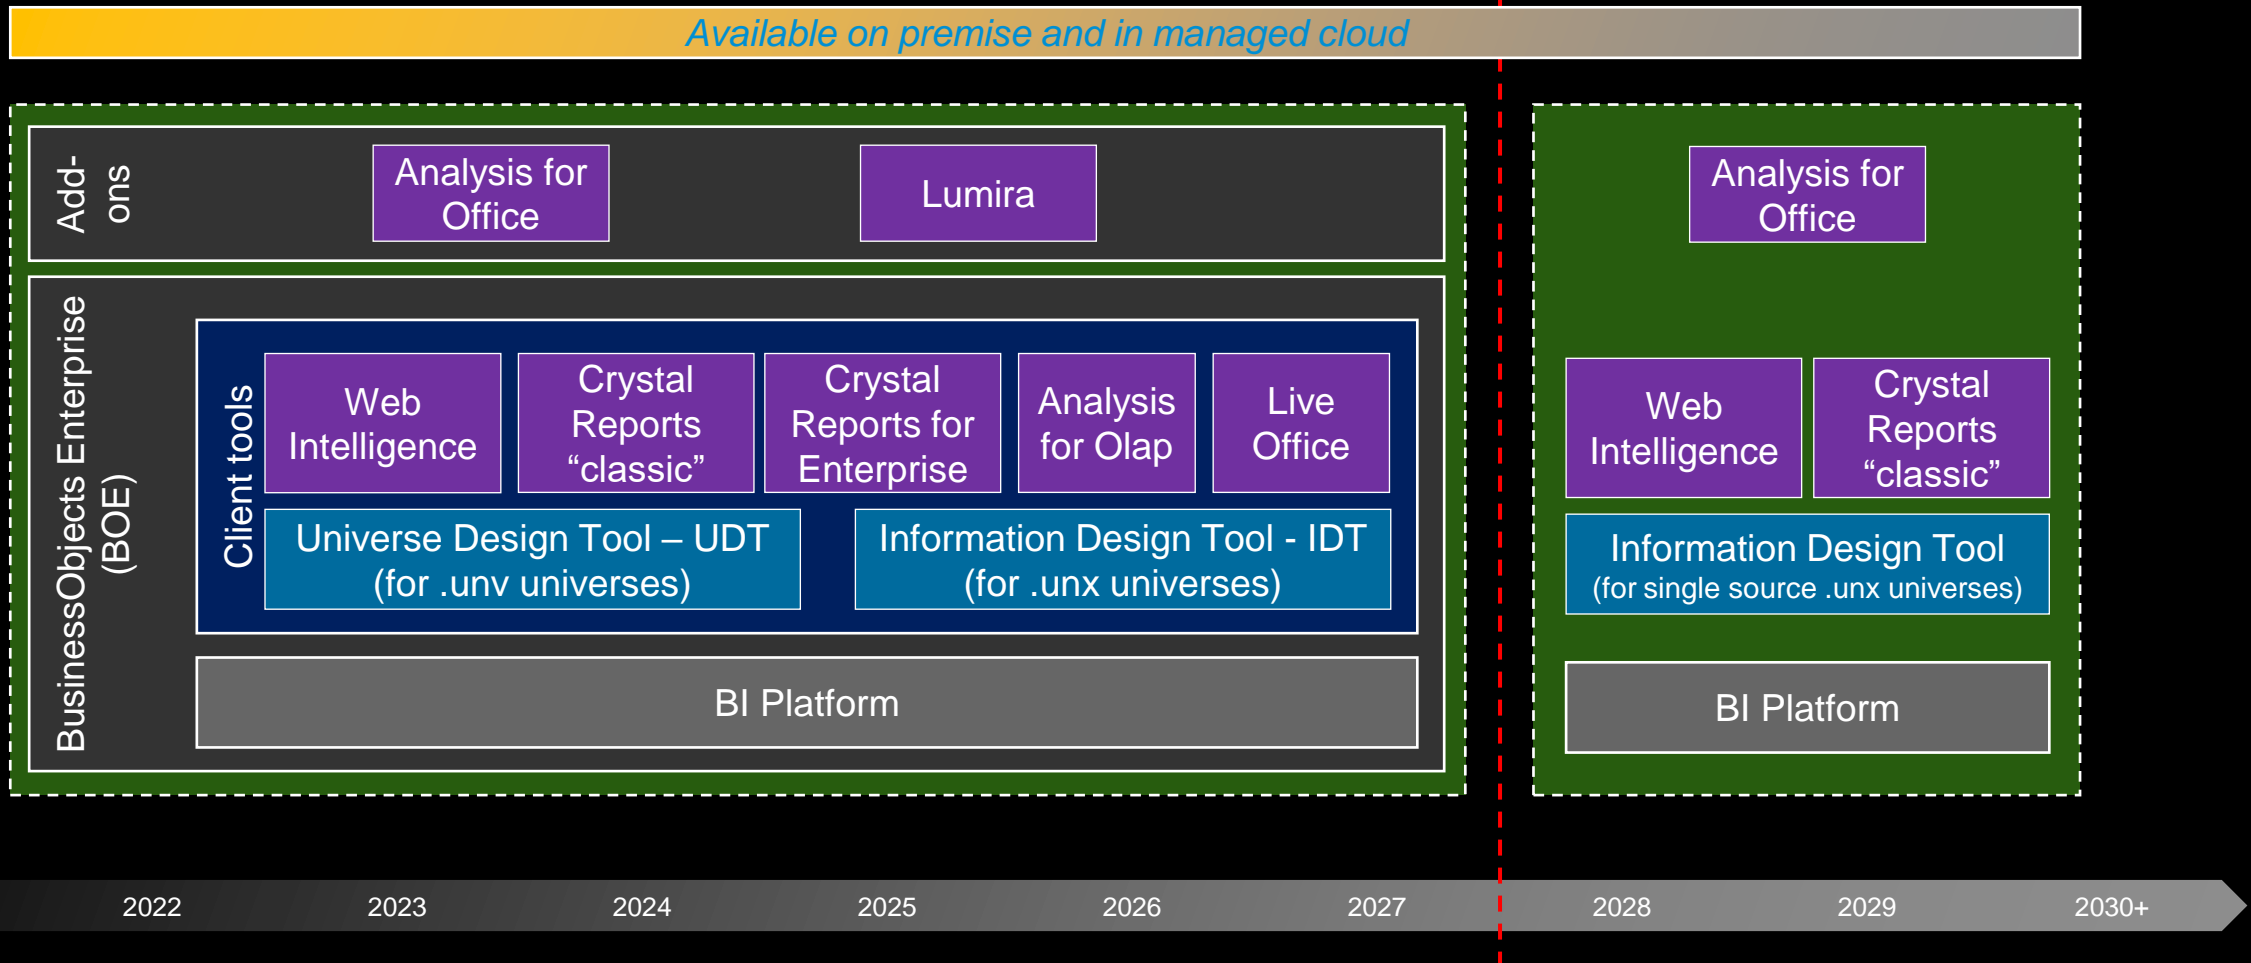 Available on premise and in managed cloud
Add-
ons
Analysis for
Office
Lumira
BusinessObjects Enterprise
(BOE)
Client tools
Web
Intelligence
Crystal
Reports
“classic”
Crystal
Reports for
Enterprise
Analysis
for Olap
Live
Office
Universe Design Tool – UDT
(for .unv universes)
Information Design Tool - IDT
(for .unx universes)
BI Platform
Analysis for
Office
Web
Intelligence
Crystal
Reports
“classic”
Information Design Tool
(for single source .unx universes)
BI Platform
2022
2023
2024
2025
2026
2027
2028
2029
2030+